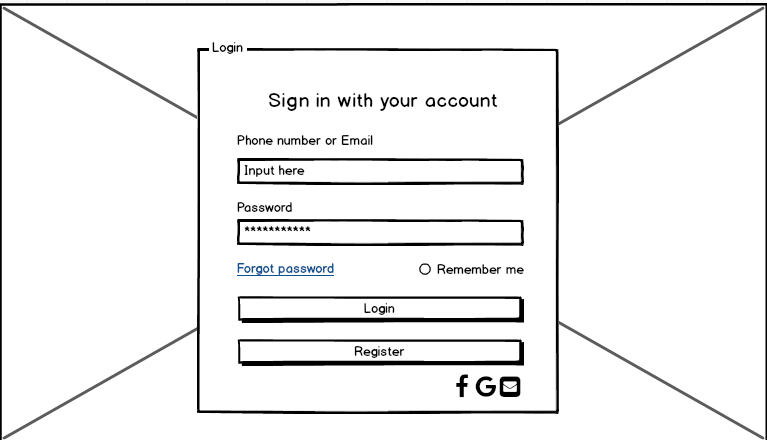 Login
Sign in with your account
Phone number or Email
Input here
Password
***********
Forgot password
Remember me
Login
Register